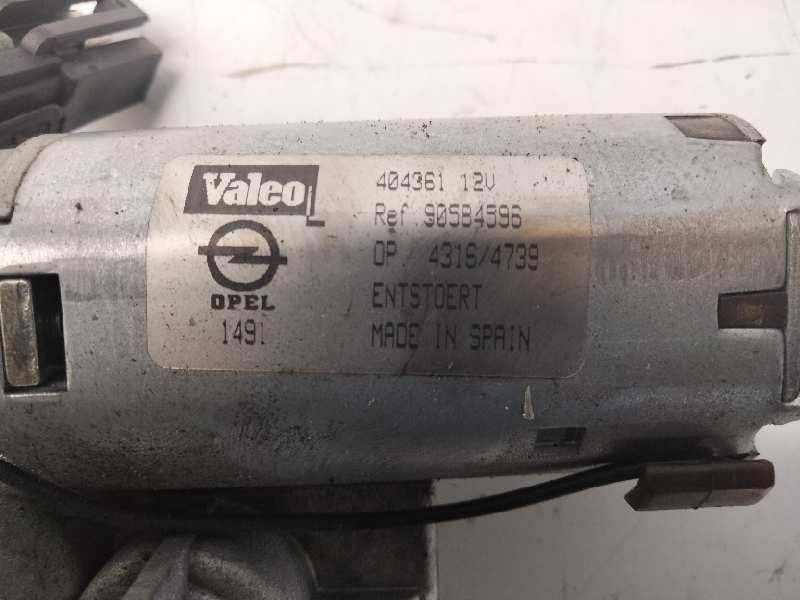 Valeo
404361 12V
Ref 90584596
OP. 4316/4739
OPEL
ENTSTOERT
1491
MADE IN SPAIN